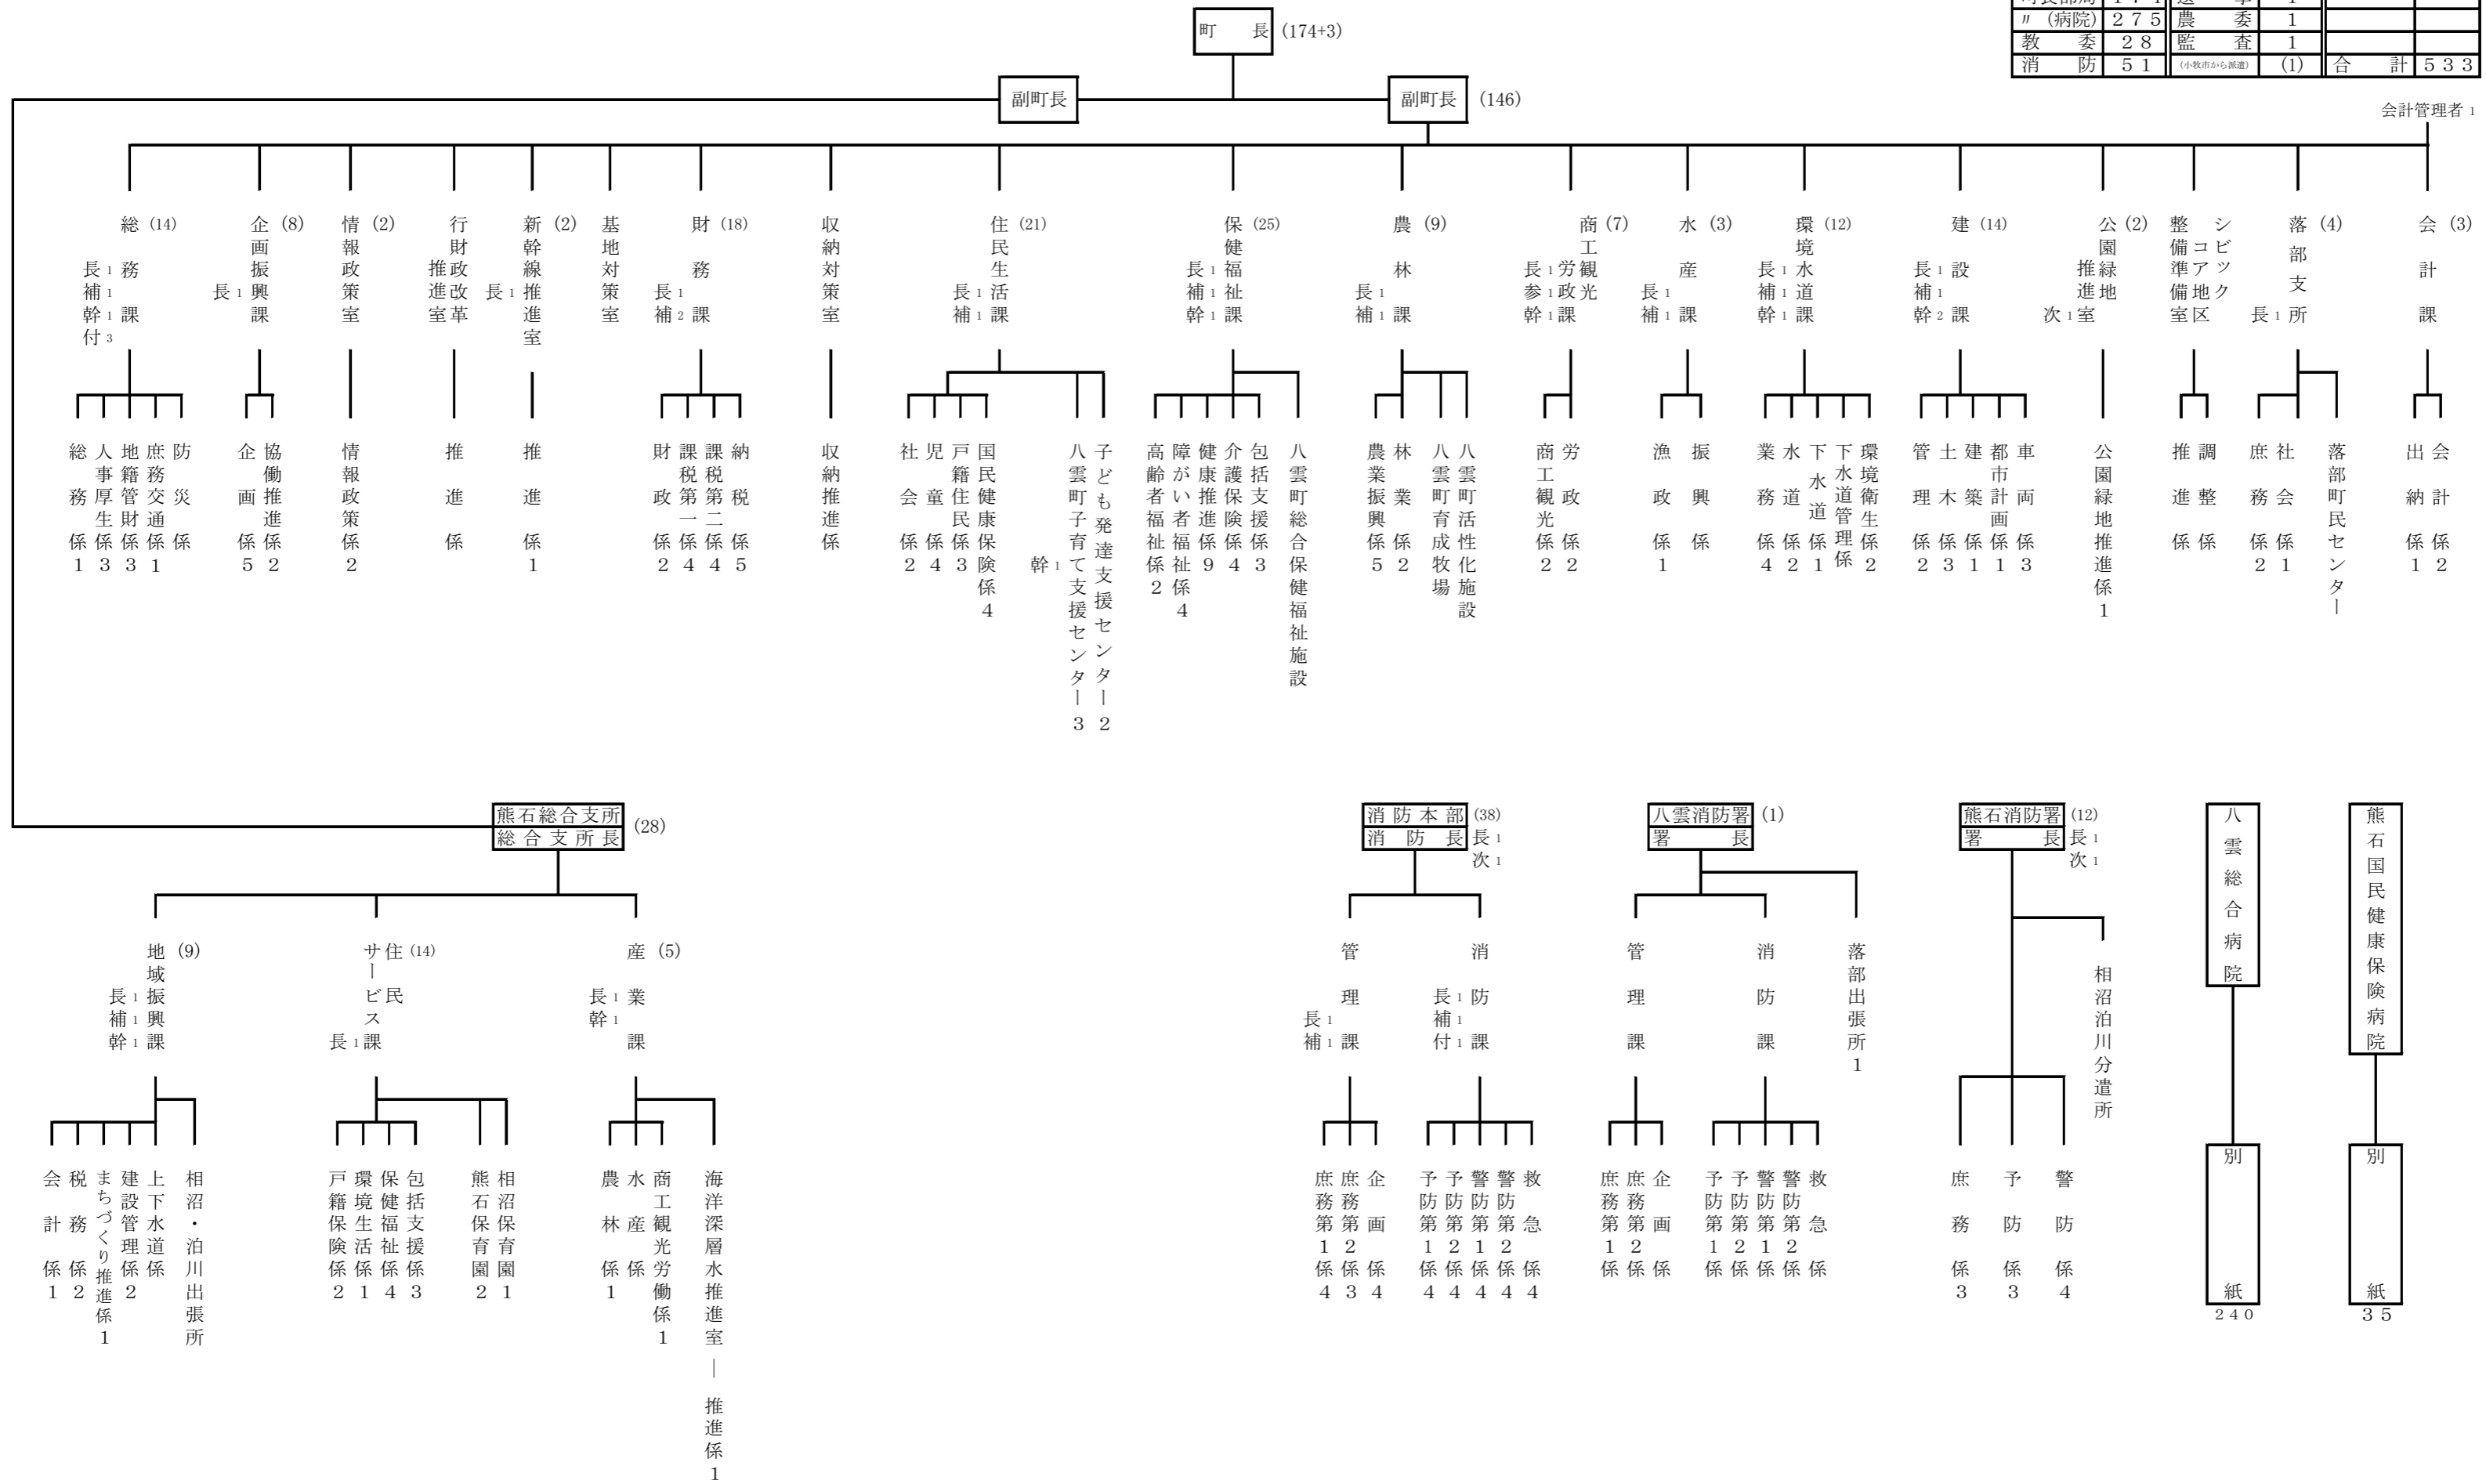 〃 (病院) 275 農 委 1
教 委 28 監 査 1
消 防 51 (小牧市から派遣) (1) 合 計 533
町 長 (174+3)
副町長
副町長 (146)
会計管理者 1
総務課 (14) 長1 補1 幹1 付3
企画振興課 (8) 長1
情報政策室 (2)
行財政改革推進室
新幹線推進室 (2) 長1
基地対策室
財務課 (18) 長1 補2
収納対策室
住民生活課 (21) 長1 補1
保健福祉課 (25) 長1 補1 幹1
農林課 (9) 長1 補1
商工観光労政課 (7) 長1 参1 幹1
水産課 (3) 長1 補1
環境水道課 (12) 長1 補1 幹1
建設課 (14) 長1 補1 幹2
公園緑地推進室 (2) 次1
シビックコア地区整備準備室
落部支所 (4) 長1
会計課 (3)
総務係1
人事厚生係3
地籍管財係3
庶務交通係1
防災係
企画係5
協働推進係2
情報政策係2
推進係
推進係1
財政係2
課税第一係4
課税第二係4
納税係5
収納推進係
社会係2
児童係4
戸籍住民係3
国民健康保険係4
八雲町子育て支援センター3 幹1
子ども発達支援センター2
高齢者福祉係2
障がい者福祉係4
健康推進係9
介護保険係4
包括支援係3
八雲町総合保健福祉施設
農業振興係5
林業係2
八雲町育成牧場
八雲町活性化施設
商工観光係2
労政係2
漁政係1
振興係
業務係4
水道係2
下水道係1
下水道管理係
環境衛生係2
管理係2
土木係3
建築係1
都市計画係1
車両係3
公園緑地推進係1
推進係
調整係
庶務係2
社会係1
落部町民センター
出納係1
会計係2
熊石総合支所 (28)
総合支所長
地域振興課 (9) 長1 補1 幹1
住民サービス課 (14) 長1
産業課 (5) 長1 幹1
会計係1
税務係2
まちづくり推進係1
建設管理係2
上下水道係
相沼・泊川出張所
戸籍保険係2
環境生活係1
保健福祉係4
包括支援係3
熊石保育園2
相沼保育園1
農林係1
水産係
商工観光労働係1
海洋深層水推進室 ― 推進係1
消防本部 (38)
消防長 長1 次1
管理課 長1 補1
消防課 長1 補1 付1
庶務第1係4
庶務第2係3
企画係4
予防第1係4
予防第2係4
警防第1係4
警防第2係4
救急係4
八雲消防署 (1)
署長
管理課
消防課
落部出張所1
庶務第1係
庶務第2係
企画係
予防第1係
予防第2係
警防第1係
警防第2係
救急係
熊石消防署 (12)
署長 長1 次1
相沼泊川分遣所
庶務係3
予防係3
警防係4
八雲総合病院
別紙
240
熊石国民健康保険病院
別紙
35